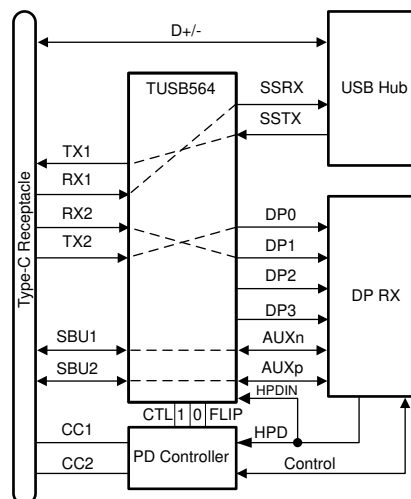 D+/-
TUSB564
USB Hub
SSRX
SSTX
TX1
RX1
RX2
TX2
Type-C Receptacle
DP0
DP1
DP2
DP3
DP RX
SBU1
AUXn
SBU2
AUXp
HPDIN
CTL 1 0 FLIP
CC1
HPD
PD Controller
CC2
Control